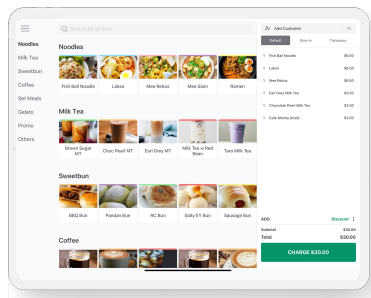 Search for an item
Add Customer
Default
Dine-in
Takeaway
Noodles
Milk Tea
Sweetbun
Coffee
Set Meals
Gelato
Promo
Others
Noodles
Fish Ball Noodle
Laksa
Mee Rebus
Mee Siam
Ramen
Milk Tea
Brown Sugar
MT
Choc Pearl MT
Earl Grey MT
Milk Tea w Red
Bean
Taro Milk Tea
Sweetbun
BBQ Bun
Pandan Bun
RC Bun
Salty EY Bun
Sausage Bun
Coffee
1 Fish Ball Noodle $6.50
1 Laksa $6.50
1 Mee Rebus
1 Earl Grey MT $3.50
1 Chocolate Pearl Milk Tea $3.50
1 Cafe Mocha (Iced) $3.50
ADD
Discount
Subtotal $30.00
Total $30.00
CHARGE $30.00